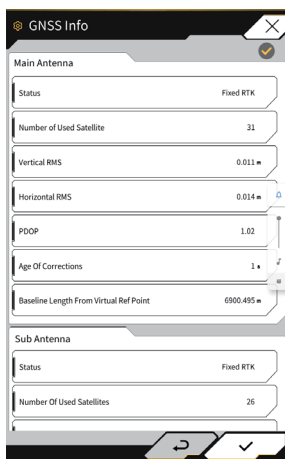 GNSS Info
Main Antenna
Status Fixed RTK
Number of Used Satellite 31
Vertical RMS 0.011 m
Horizontal RMS 0.014 m
PDOP 1.02
Age Of Corrections 1 s
Baseline Length From Virtual Ref Point 6900.495 m
Sub Antenna
Status Fixed RTK
Number Of Used Satellites 26